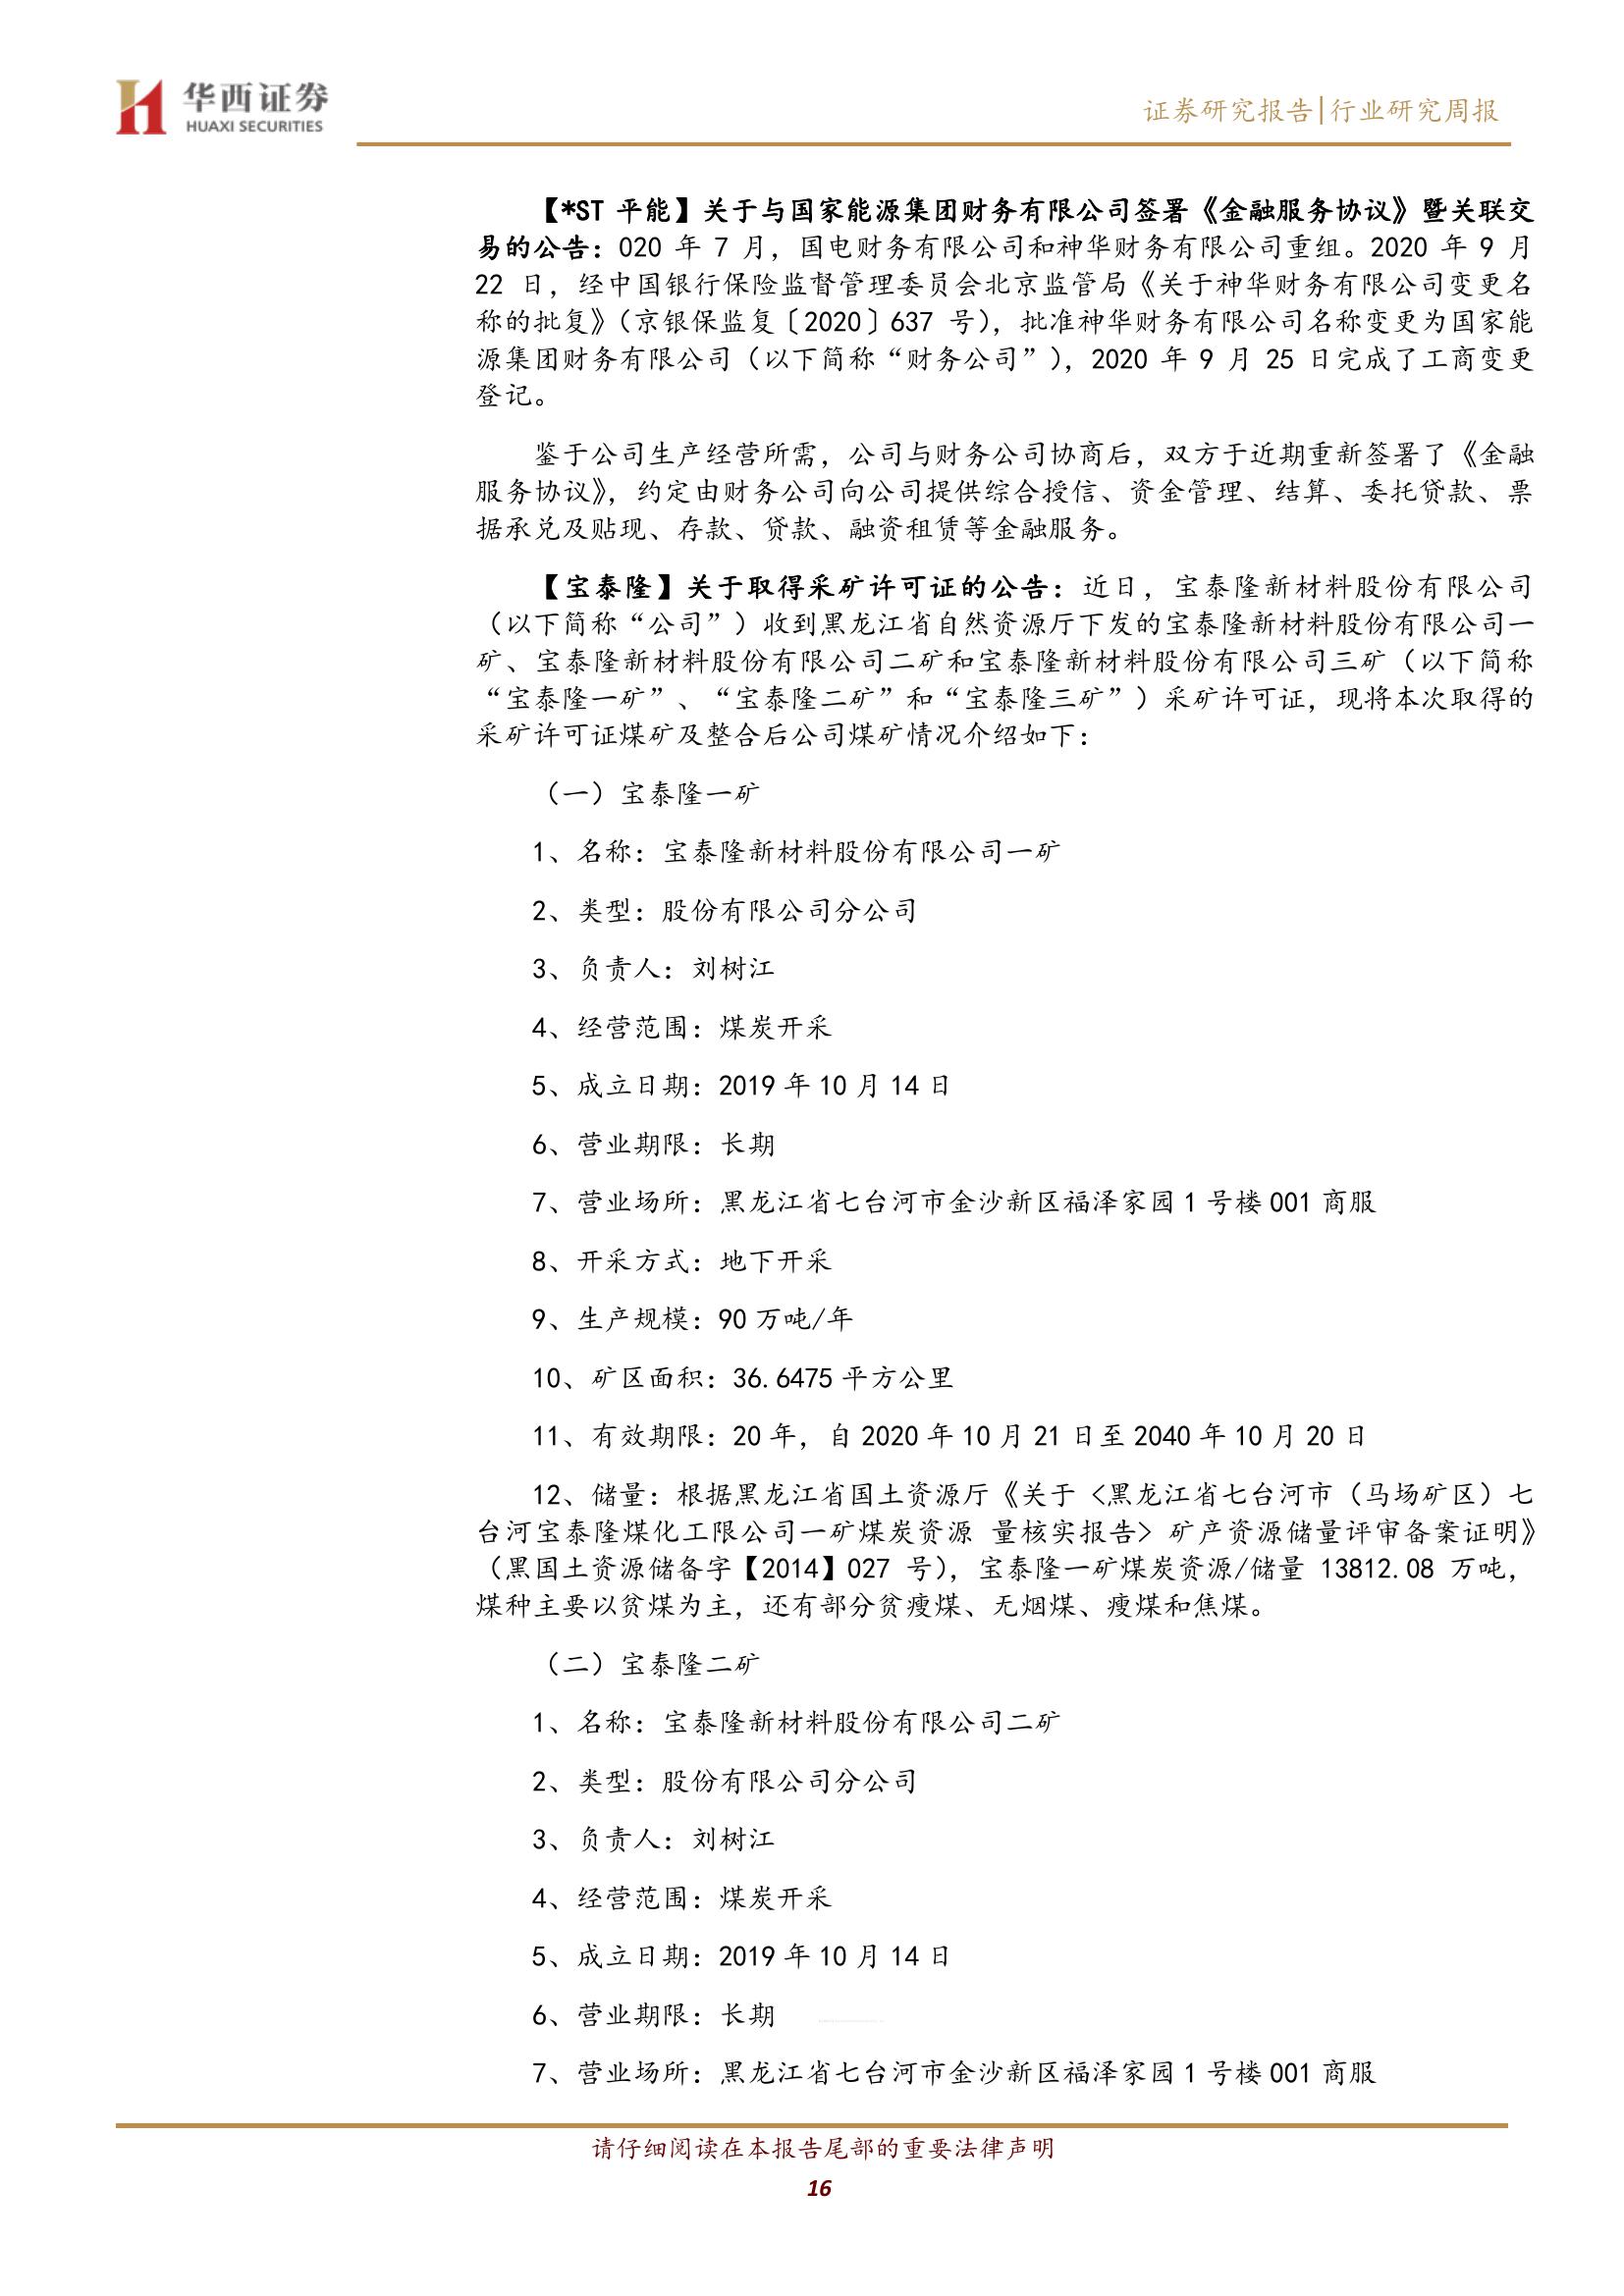 华西证券
HUAXI SECURITIES
证券研究报告|行业研究周报
【*ST 平能】关于与国家能源集团财务有限公司签署《金融服务协议》暨关联交
易的公告：020 年 7 月，国电财务有限公司和神华财务有限公司重组。2020 年 9 月
22 日，经中国银行保险监督管理委员会北京监管局《关于神华财务有限公司变更名
称的批复》（京银保监复〔2020〕637 号），批准神华财务有限公司名称变更为国家能
源集团财务有限公司（以下简称“财务公司”），2020 年 9 月 25 日完成了工商变更
登记。
鉴于公司生产经营所需，公司与财务公司协商后，双方于近期重新签署了《金融
服务协议》，约定由财务公司向公司提供综合授信、资金管理、结算、委托贷款、票
据承兑及贴现、存款、贷款、融资租赁等金融服务。
【宝泰隆】关于取得采矿许可证的公告：近日，宝泰隆新材料股份有限公司
（以下简称“公司”）收到黑龙江省自然资源厅下发的宝泰隆新材料股份有限公司一
矿、宝泰隆新材料股份有限公司二矿和宝泰隆新材料股份有限公司三矿（以下简称
“宝泰隆一矿”、“宝泰隆二矿”和“宝泰隆三矿”）采矿许可证，现将本次取得的
采矿许可证煤矿及整合后公司煤矿情况介绍如下：
（一）宝泰隆一矿
1、名称：宝泰隆新材料股份有限公司一矿
2、类型：股份有限公司分公司
3、负责人：刘树江
4、经营范围：煤炭开采
5、成立日期：2019 年 10 月 14 日
6、营业期限：长期
7、营业场所：黑龙江省七台河市金沙新区福泽家园 1 号楼 001 商服
8、开采方式：地下开采
9、生产规模：90 万吨/年
10、矿区面积：36.6475 平方公里
11、有效期限：20 年，自 2020 年 10 月 21 日至 2040 年 10 月 20 日
12、储量：根据黑龙江省国土资源厅《关于 <黑龙江省七台河市（马场矿区）七
台河宝泰隆煤化工限公司一矿煤炭资源 量核实报告> 矿产资源储量评审备案证明》
（黑国土资源储备字【2014】027 号），宝泰隆一矿煤炭资源/储量 13812.08 万吨，
煤种主要以贫煤为主，还有部分贫瘦煤、无烟煤、瘦煤和焦煤。
（二）宝泰隆二矿
1、名称：宝泰隆新材料股份有限公司二矿
2、类型：股份有限公司分公司
3、负责人：刘树江
4、经营范围：煤炭开采
5、成立日期：2019 年 10 月 14 日
6、营业期限：长期
7、营业场所：黑龙江省七台河市金沙新区福泽家园 1 号楼 001 商服
请仔细阅读在本报告尾部的重要法律声明
16